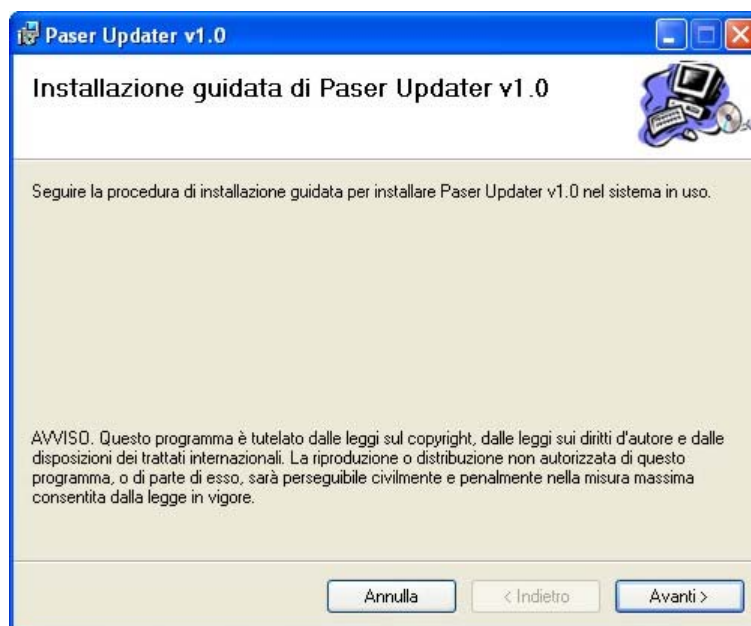 Paser Updater v1.0
Installazione guidata di Paser Updater v1.0
Seguire la procedura di installazione guidata per installare Paser Updater v1.0 nel sistema in uso.
AVVISO. Questo programma è tutelato dalle leggi sul copyright, dalle leggi sui diritti d'autore e dalle
disposizioni dei trattati internazionali. La riproduzione o distribuzione non autorizzata di questo
programma, o di parte di esso, sarà perseguibile civilmente e penalmente nella misura massima
consentita dalla legge in vigore.
Annulla
< Indietro
Avanti >